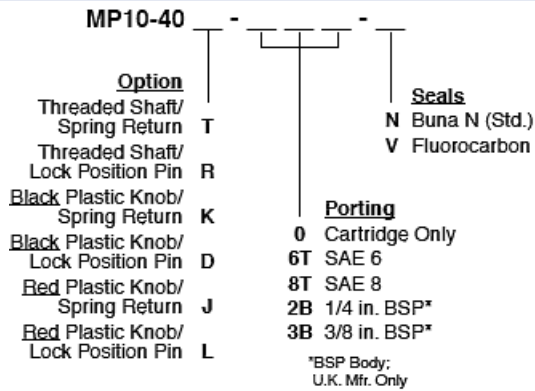 MP10-40 __ - __ __ __ - __
Option
Threaded Shaft/
Spring Return T
Threaded Shaft/
Lock Position Pin R
Black Plastic Knob/
Spring Return K
Black Plastic Knob/
Lock Position Pin D
Red Plastic Knob/
Spring Return J
Red Plastic Knob/
Lock Position Pin L
Porting
0 Cartridge Only
6T SAE 6
8T SAE 8
2B 1/4 in. BSP*
3B 3/8 in. BSP*
*BSP Body;
U.K. Mfr. Only
Seals
N Buna N (Std.)
V Fluorocarbon